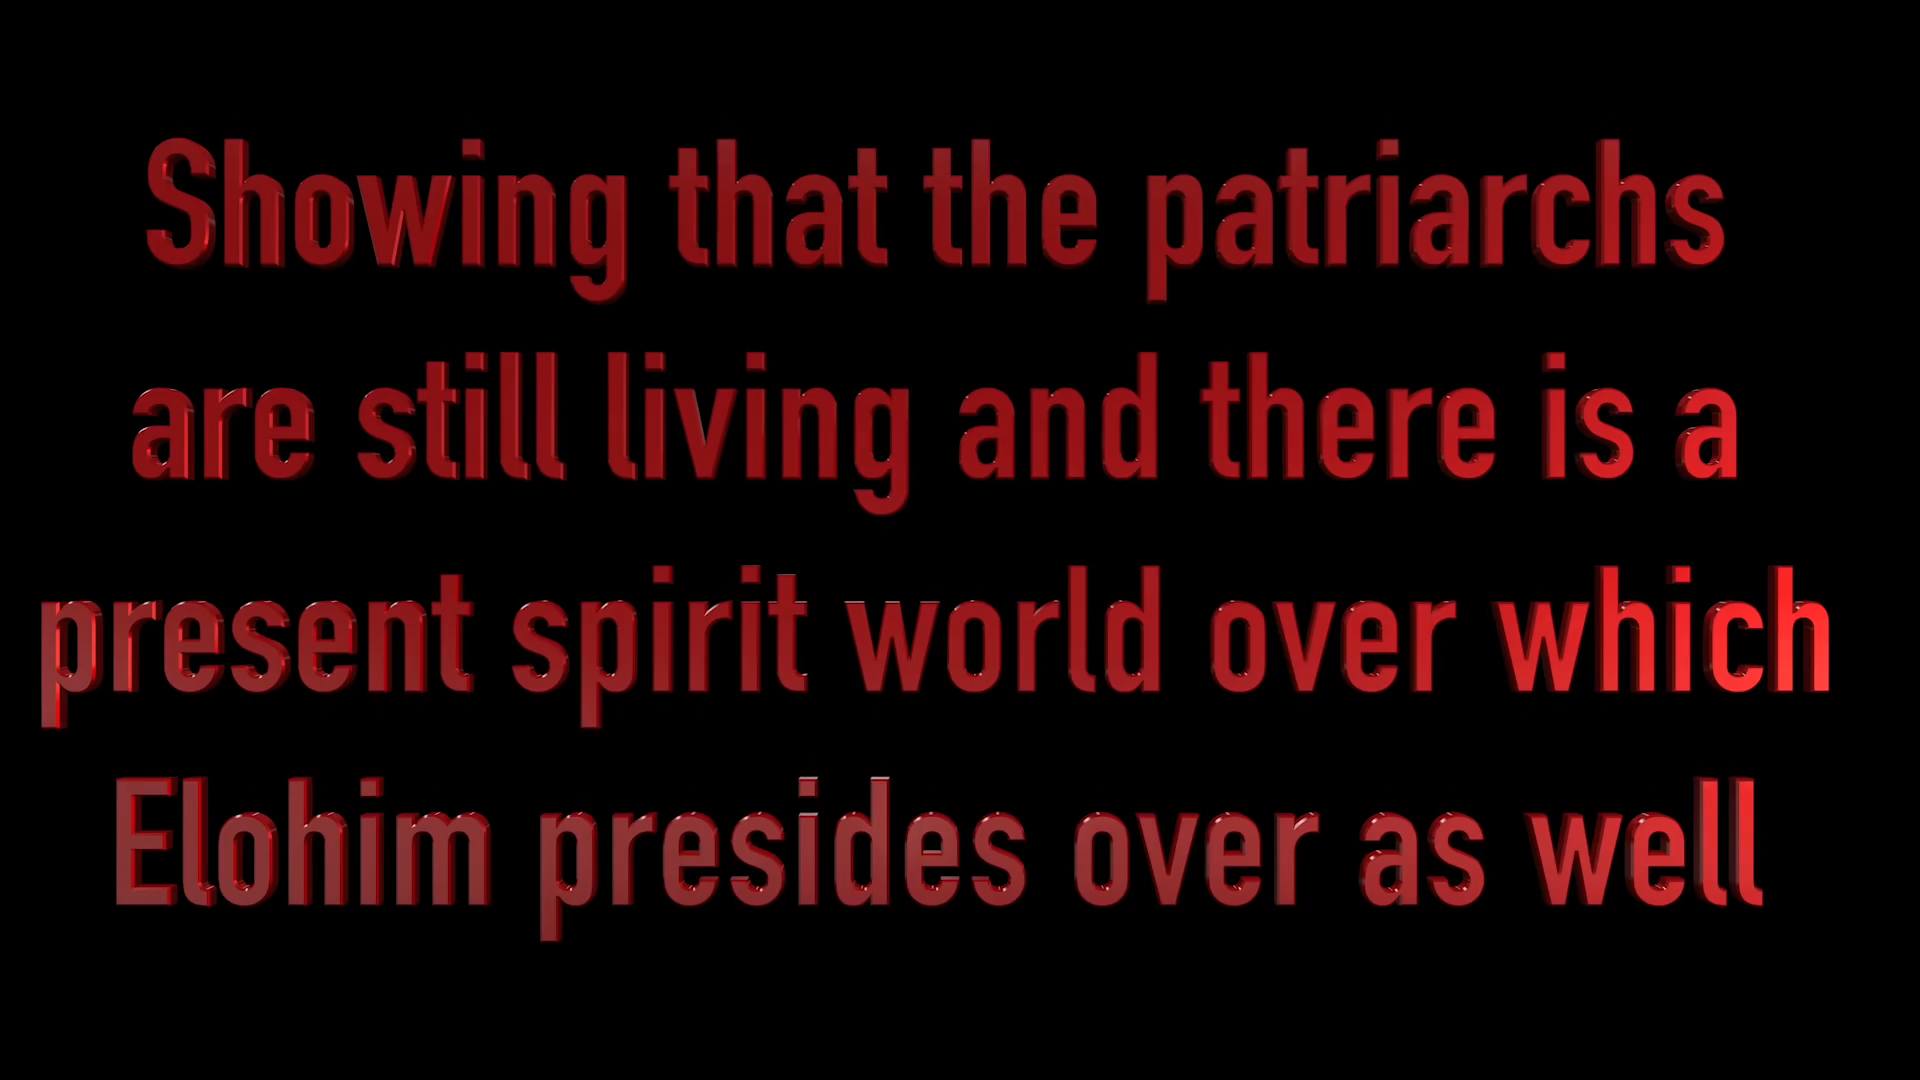 Showing that the patriarchs
are still living and there is a
present spirit world over which
Elohim presides over as well